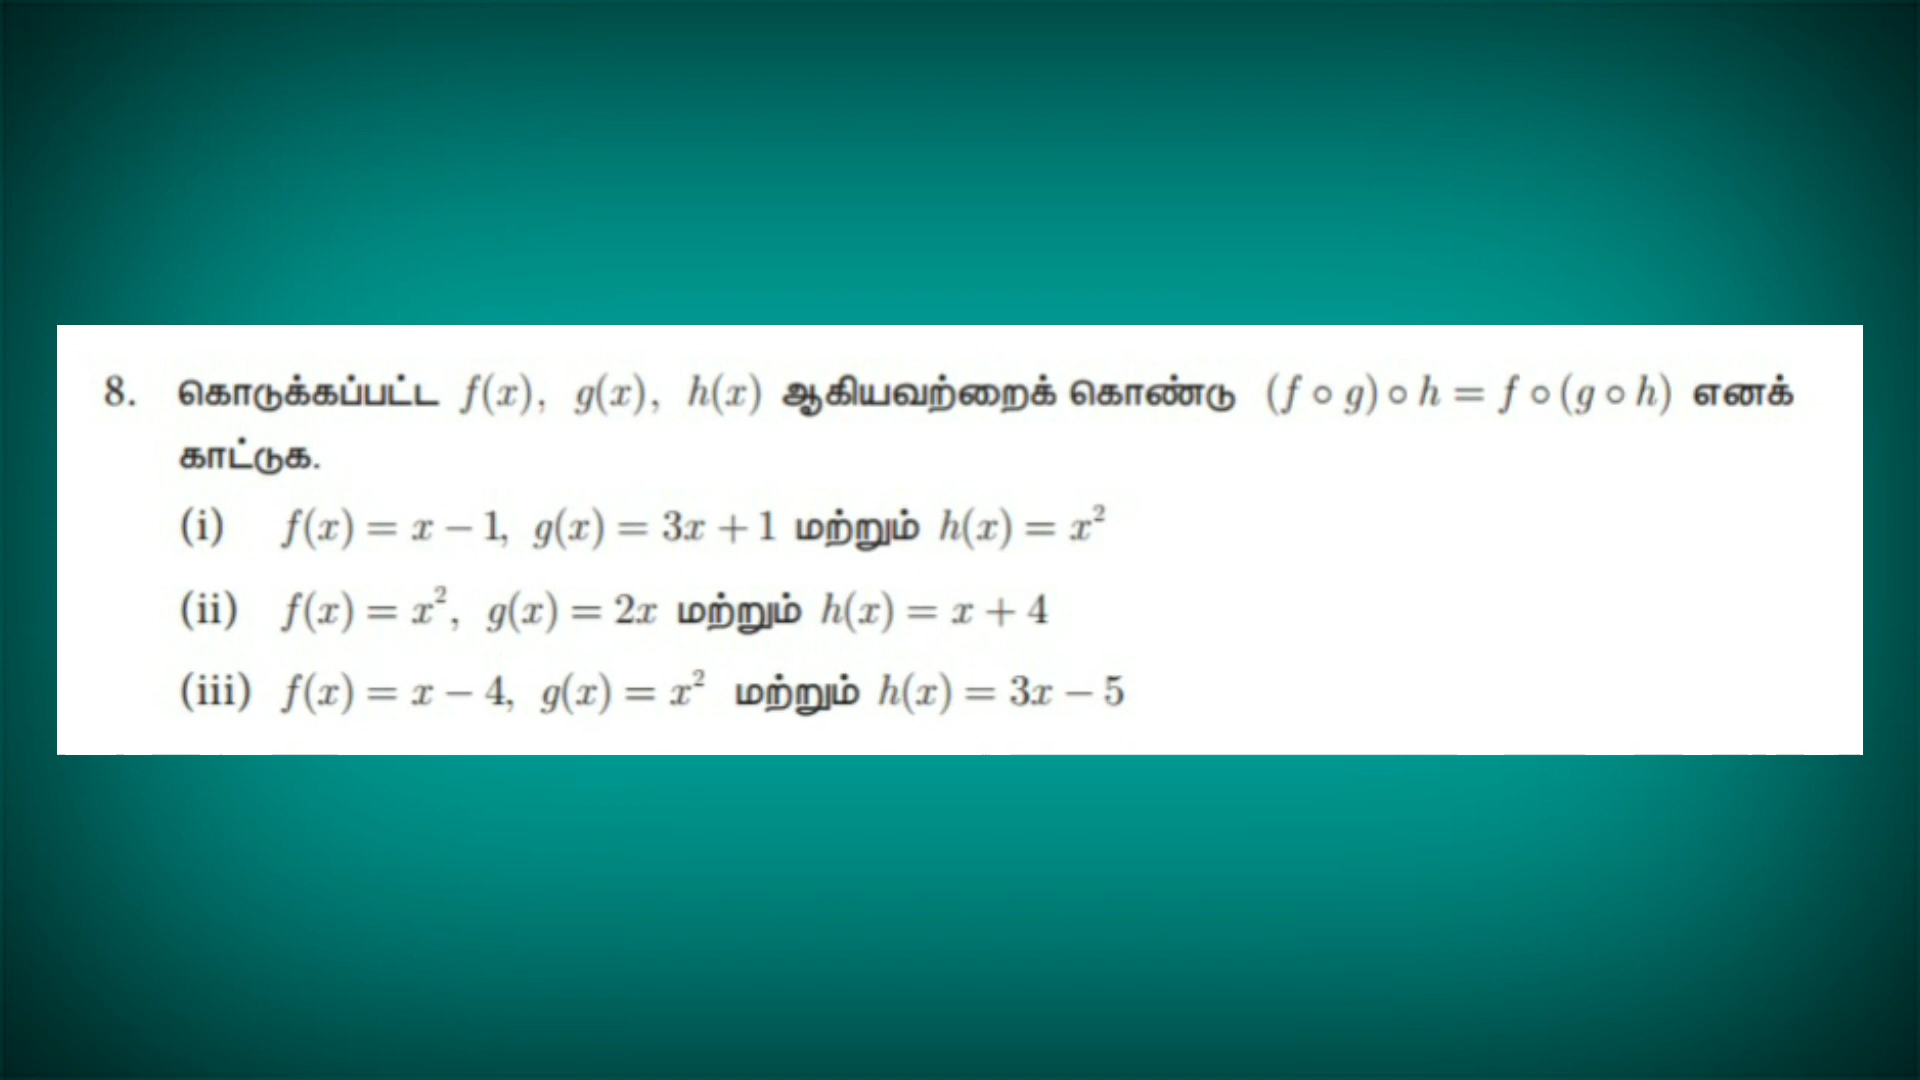 8. கொடுக்கப்பட்ட f(x), g(x), h(x) ஆகியவற்றைக் கொண்டு (f ∘ g) ∘ h = f ∘ (g ∘ h) எனக்
காட்டுக.
(i) f(x) = x − 1, g(x) = 3x + 1 மற்றும் h(x) = x²
(ii) f(x) = x², g(x) = 2x மற்றும் h(x) = x + 4
(iii) f(x) = x − 4, g(x) = x² மற்றும் h(x) = 3x − 5